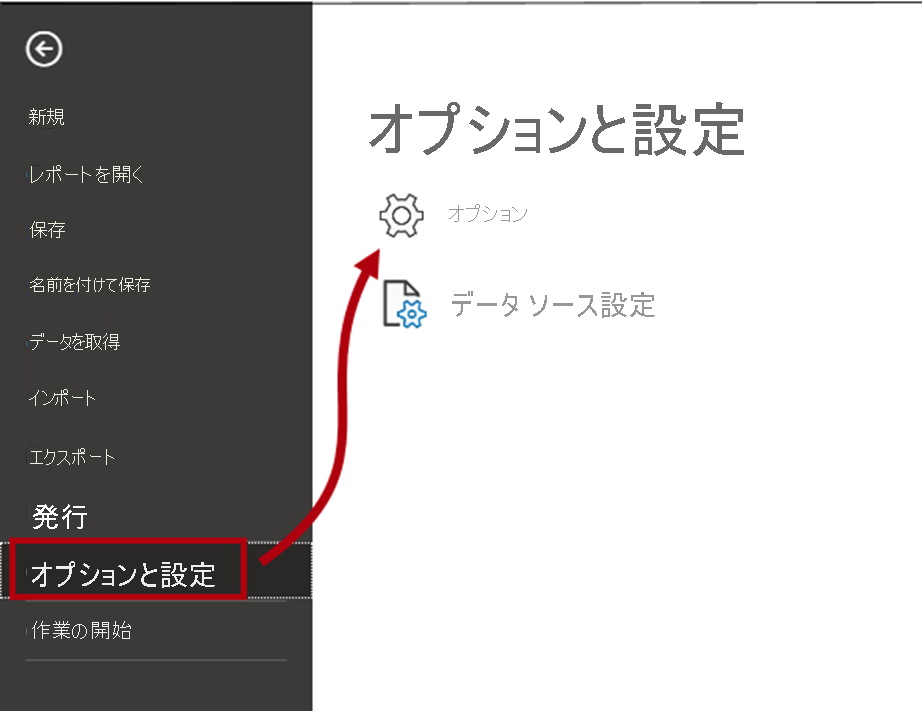 新規
レポートを開く
保存
名前を付けて保存
データを取得
インポート
エクスポート
発行
オプションと設定
作業の開始
オプションと設定
オプション
データ ソース設定